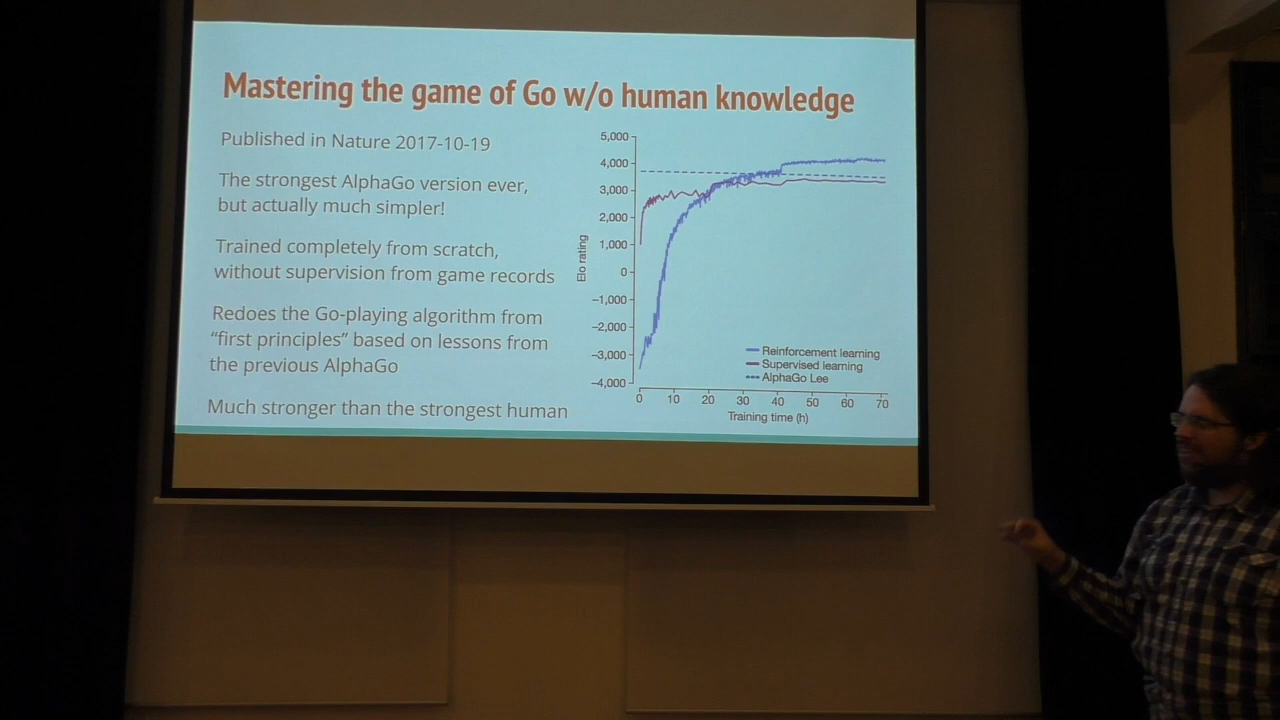 Mastering the game of Go w/o human knowledge
Published in Nature 2017-10-19
The strongest AlphaGo version ever,
but actually much simpler!
Trained completely from scratch,
without supervision from game records
Redoes the Go-playing algorithm from
“first principles” based on lessons from
the previous AlphaGo
Much stronger than the strongest human
5,000
4,000
3,000
2,000
1,000
0
–1,000
–2,000
–3,000
–4,000
Elo rating
Reinforcement learning
Supervised learning
AlphaGo Lee
0 10 20 30 40 50 60 70
Training time (h)